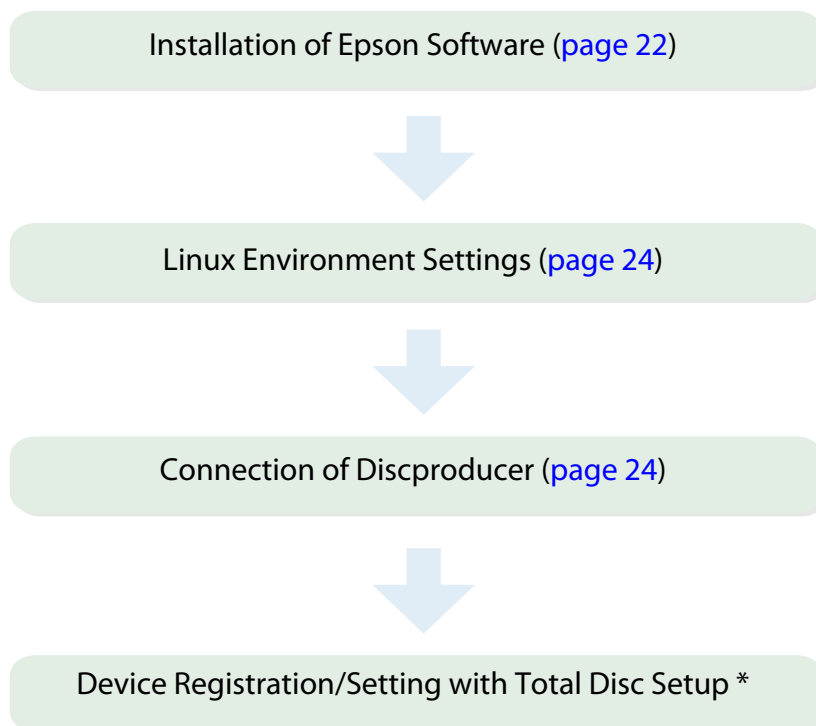 Installation of Epson Software (page 22)
Linux Environment Settings (page 24)
Connection of Discproducer (page 24)
Device Registration/Setting with Total Disc Setup *